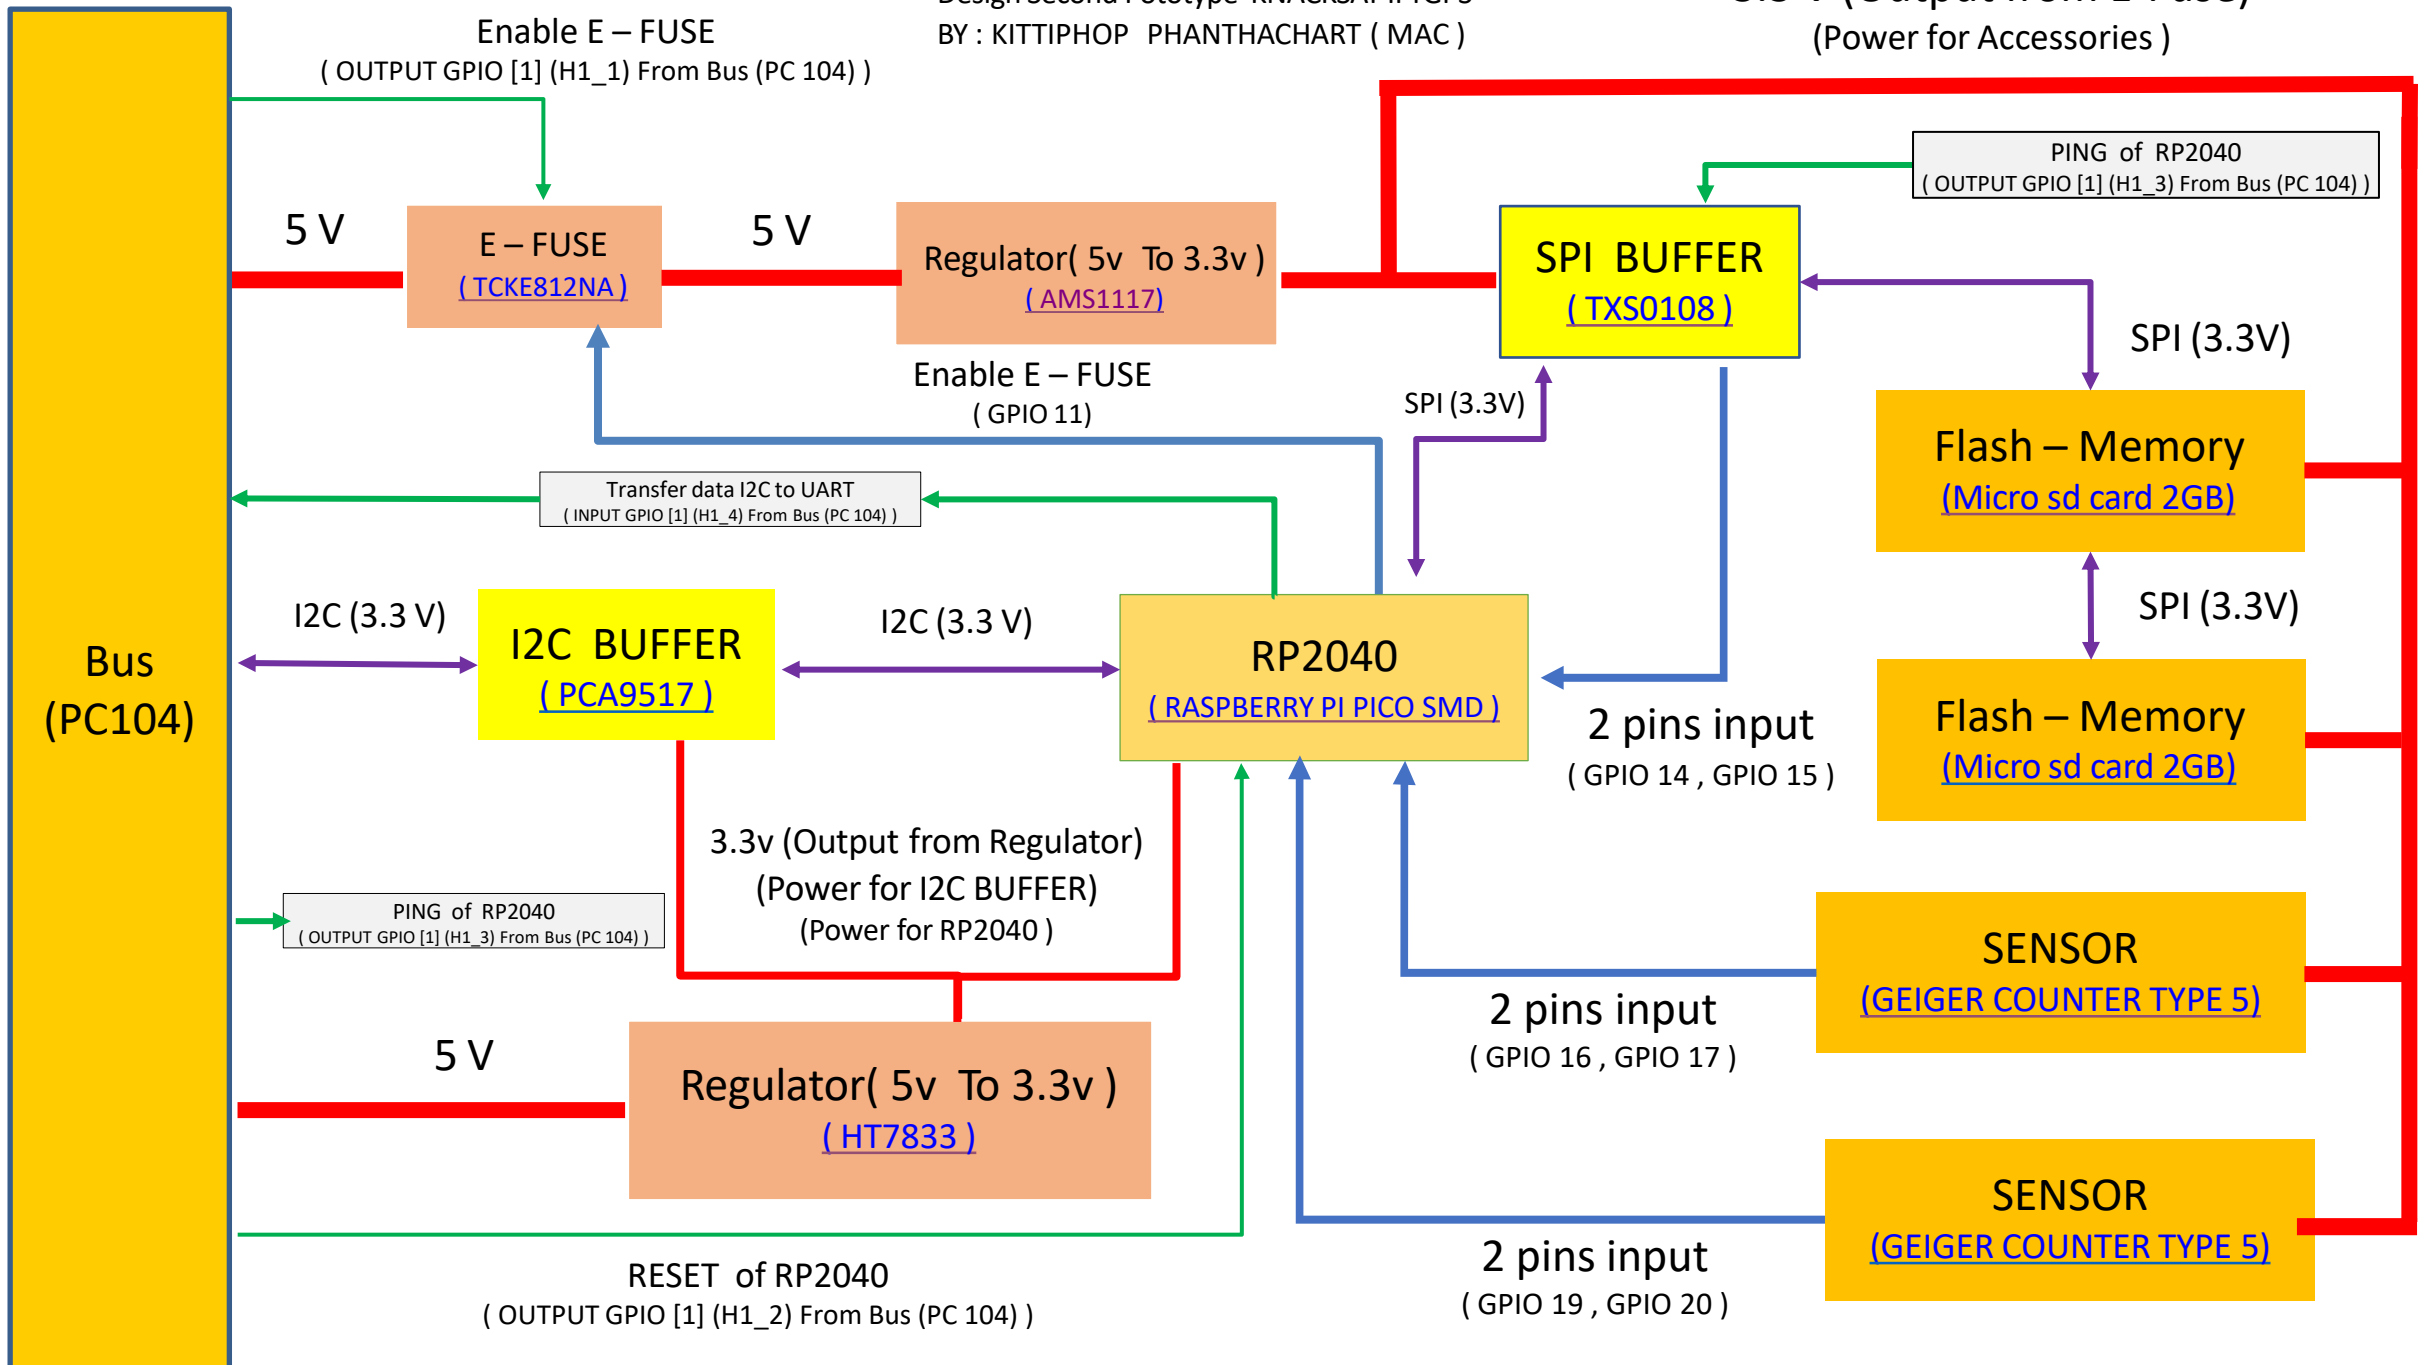 Enable E – FUSE
( OUTPUT GPIO [1] (H1_1) From Bus (PC 104) )
BY : KITTIPHOP PHANTHACHART ( MAC )
(Power for Accessories )
PING of RP2040
( OUTPUT GPIO [1] (H1_3) From Bus (PC 104) )
5 V
E – FUSE
( TCKE812NA )
5 V
Regulator( 5v To 3.3v )
( AMS1117)
SPI BUFFER
( TXS0108 )
SPI (3.3V)
Enable E – FUSE
( GPIO 11)
SPI (3.3V)
Flash – Memory
(Micro sd card 2GB)
Transfer data I2C to UART
( INPUT GPIO [1] (H1_4) From Bus (PC 104) )
SPI (3.3V)
Bus
(PC104)
I2C (3.3 V)
I2C BUFFER
( PCA9517 )
I2C (3.3 V)
RP2040
( RASPBERRY PI PICO SMD )
2 pins input
( GPIO 14 , GPIO 15 )
Flash – Memory
(Micro sd card 2GB)
3.3v (Output from Regulator)
(Power for I2C BUFFER)
(Power for RP2040 )
PING of RP2040
( OUTPUT GPIO [1] (H1_3) From Bus (PC 104) )
SENSOR
(GEIGER COUNTER TYPE 5)
2 pins input
( GPIO 16 , GPIO 17 )
5 V
Regulator( 5v To 3.3v )
( HT7833 )
SENSOR
(GEIGER COUNTER TYPE 5)
2 pins input
( GPIO 19 , GPIO 20 )
RESET of RP2040
( OUTPUT GPIO [1] (H1_2) From Bus (PC 104) )